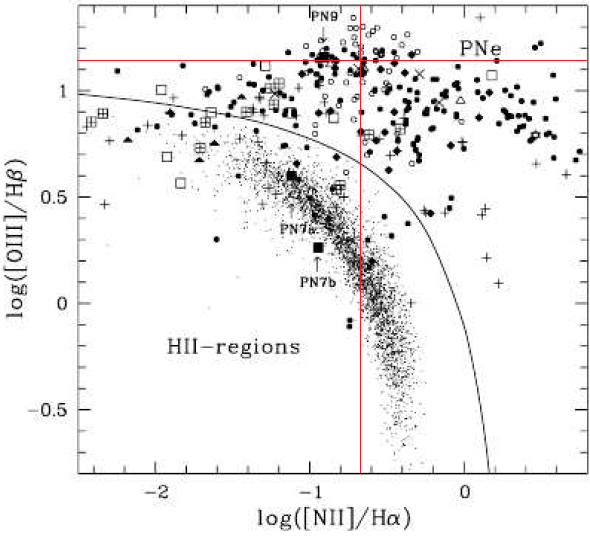 PN9
PNe
1
0.5
0
-0.5
PN7a
PN7b
HII-regions
-2
-1
0
log([OIII]/Hβ)
log([NII]/Hα)